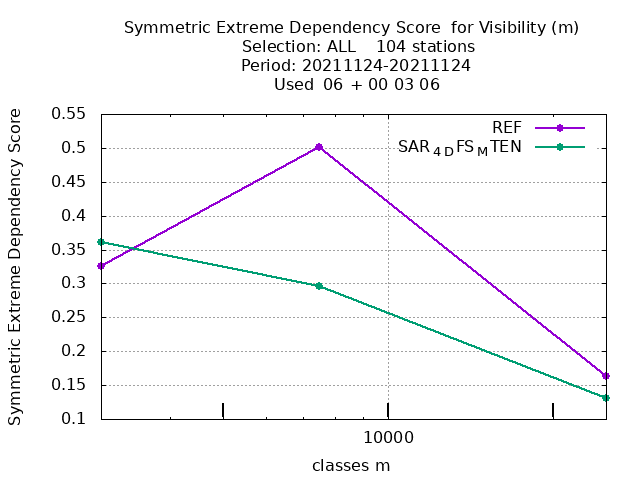 Symmetric Extreme Dependency Score  for Visibility (m)
Selection: ALL    104 stations
Period: 20211124-20211124
Used  06 + 00 03 06
REF
SAR4DFSMTEN
0.55
0.5
0.45
0.4
0.35
0.3
0.25
0.2
0.15
0.1
Symmetric Extreme Dependency Score
10000
classes m